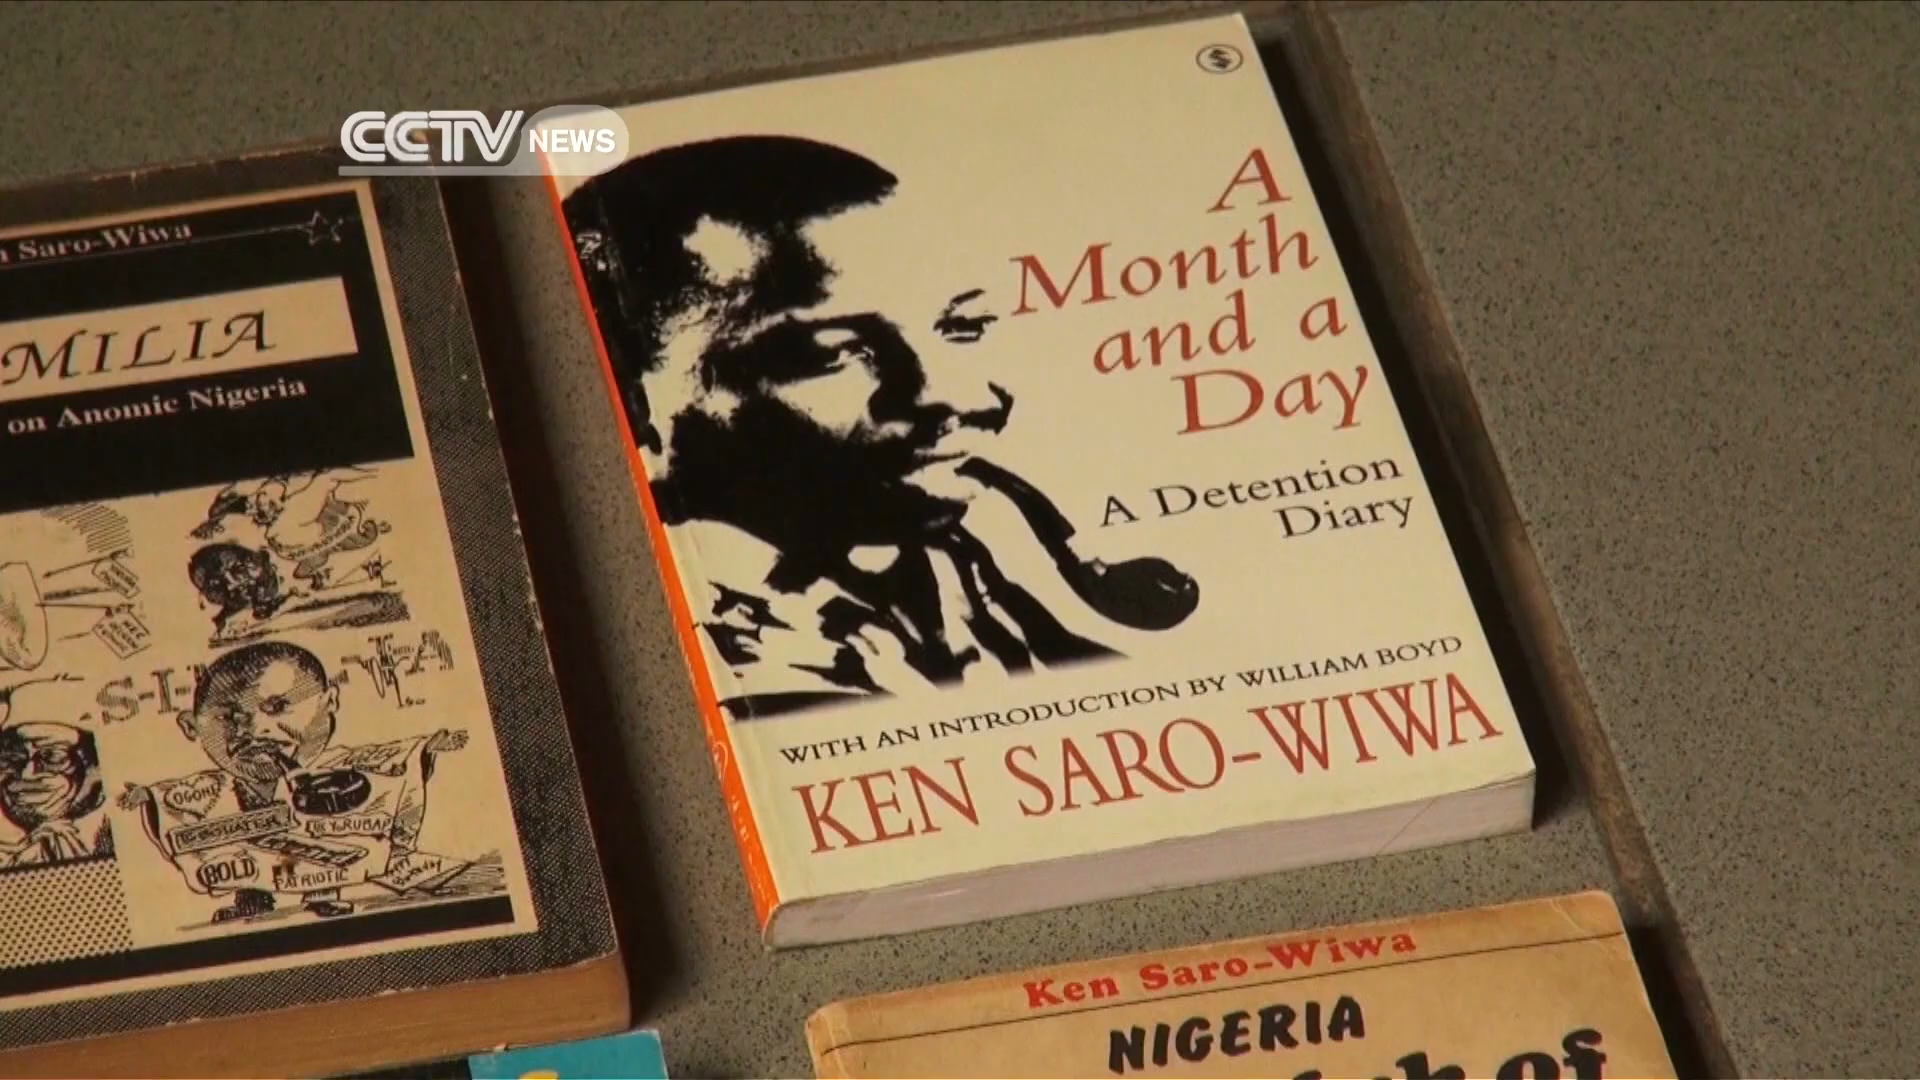 CCTV NEWS
Saro-Wiwa
MILIA
on Anomic Nigeria
OGONI
BOLD
PATRIOTIC
A
Month
and a
Day
A Detention
Diary
WITH AN INTRODUCTION BY WILLIAM BOYD
KEN SARO-WIWA
Ken Saro-Wiwa
NIGERIA
of